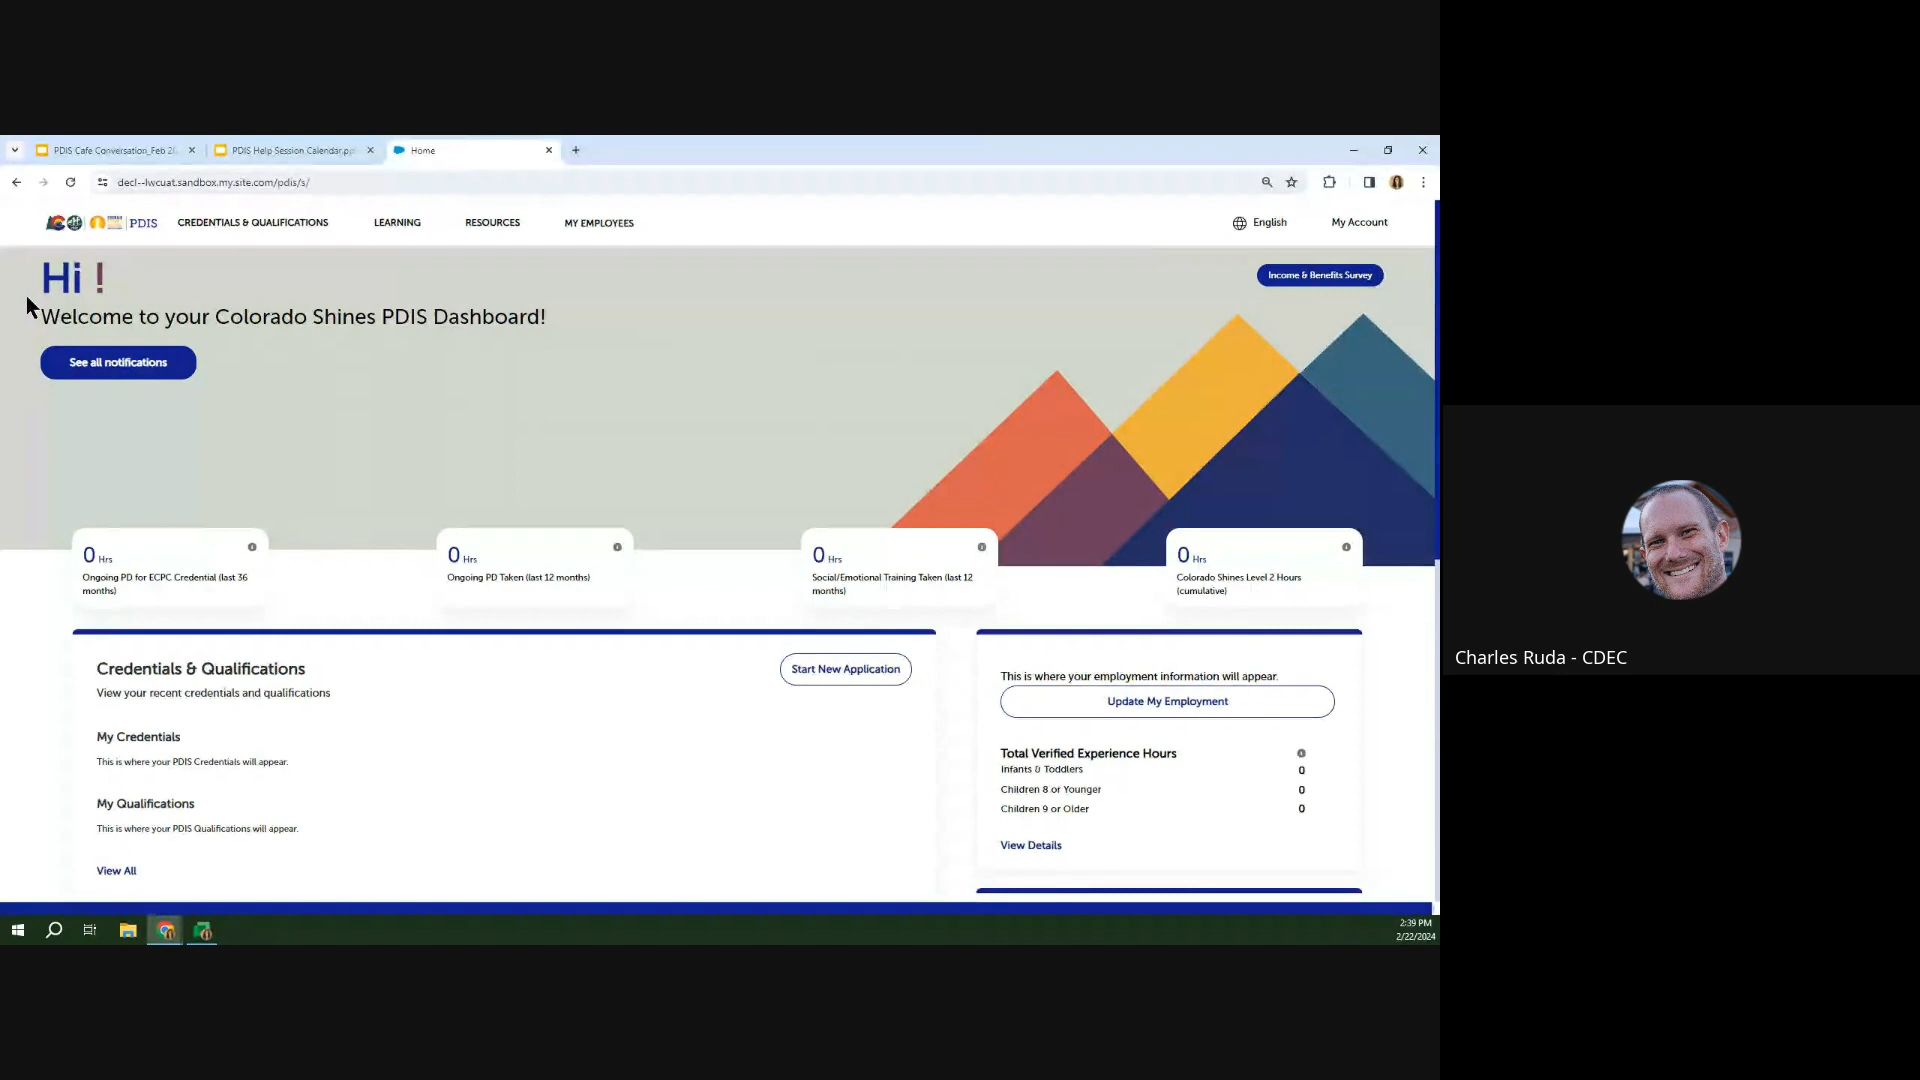 PDIS Cafe Conversation_Feb 2
PDIS Help Session Calendar.pp
Home
decl--lwcuat.sandbox.my.site.com/pdis/s/
PDIS
CREDENTIALS & QUALIFICATIONS
LEARNING
RESOURCES
MY EMPLOYEES
English
My Account
Hi !
Income & Benefits Survey
Welcome to your Colorado Shines PDIS Dashboard!
See all notifications
0 Hrs
Ongoing PD for ECPC Credential (last 36
months)
0 Hrs
Ongoing PD Taken (last 12 months)
0 Hrs
Social/Emotional Training Taken (last 12
months)
0 Hrs
Colorado Shines Level 2 Hours
(cumulative)
Credentials & Qualifications
Start New Application
View your recent credentials and qualifications
My Credentials
This is where your PDIS Credentials will appear.
My Qualifications
This is where your PDIS Qualifications will appear.
View All
This is where your employment information will appear.
Update My Employment
Total Verified Experience Hours
Infants & Toddlers 0
Children 8 or Younger 0
Children 9 or Older 0
View Details
Charles Ruda - CDEC
2:39 PM
2/22/2024